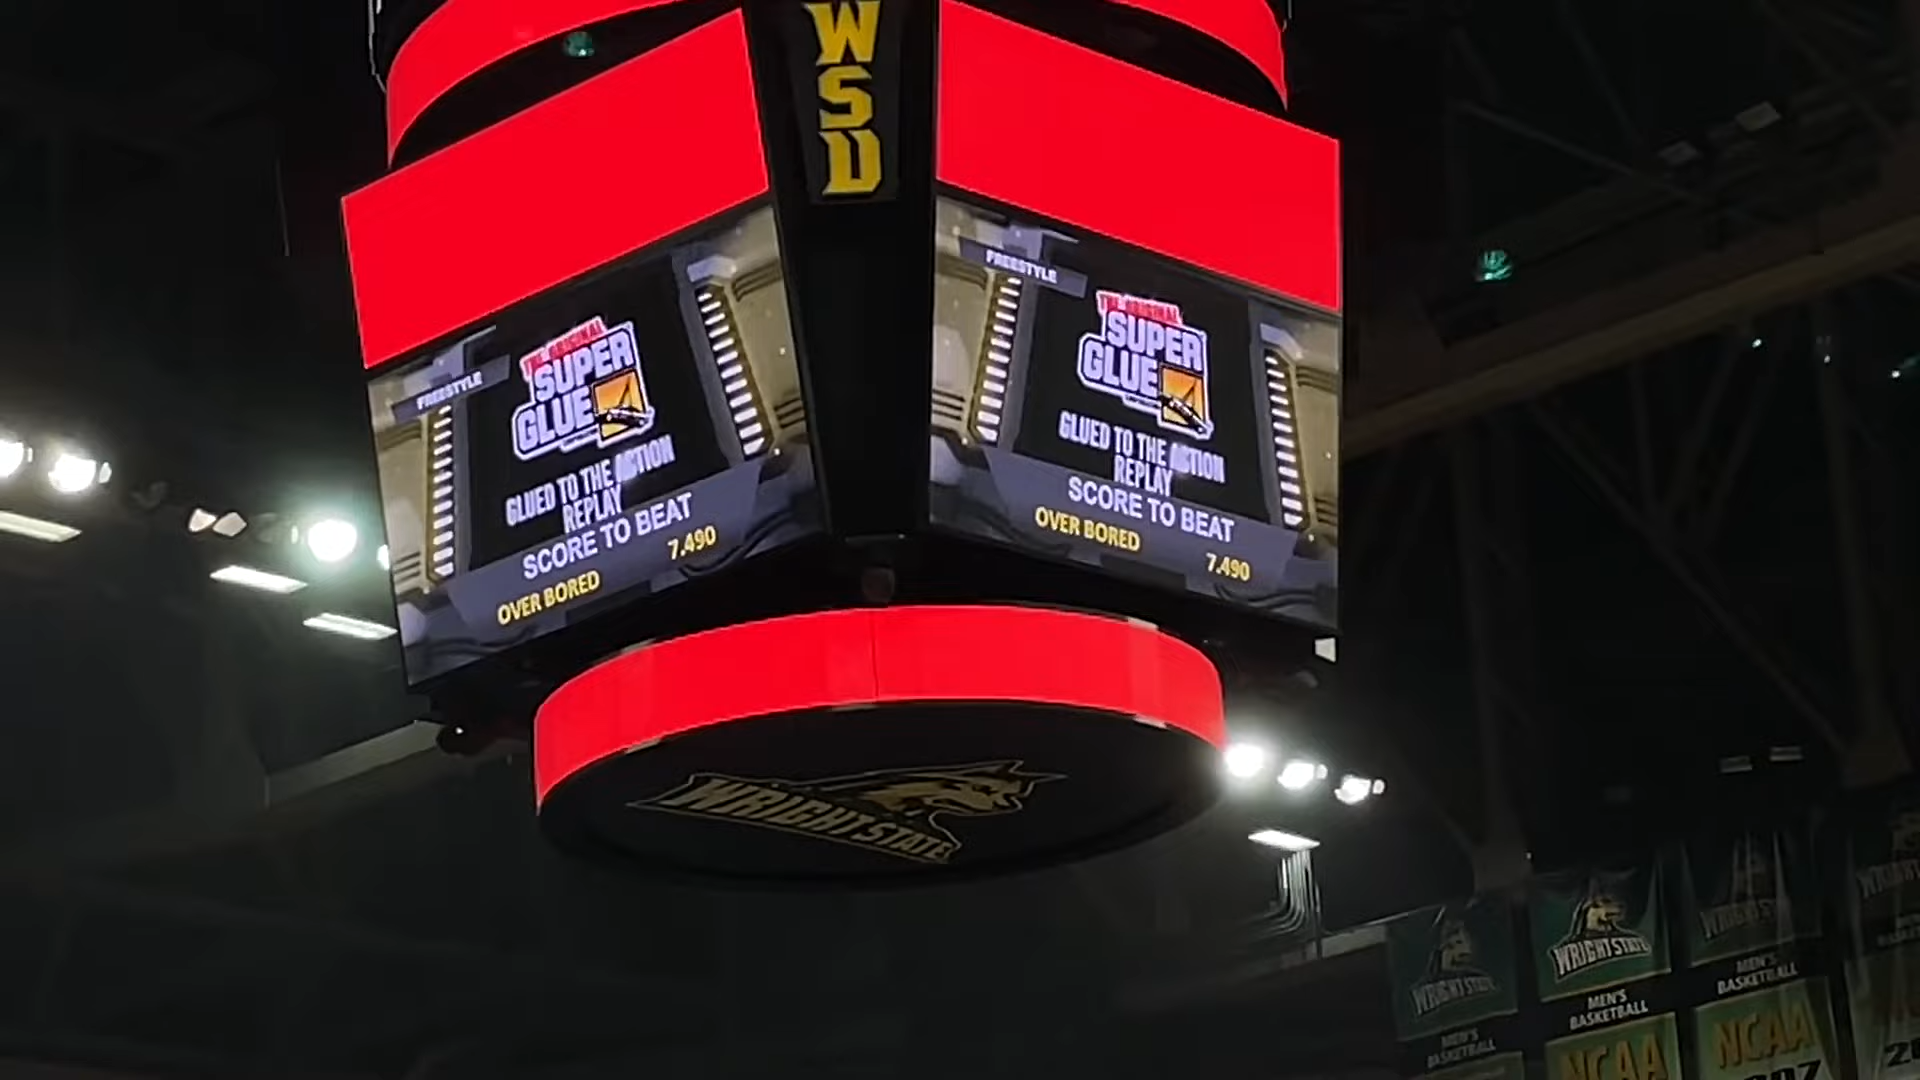 WSU
FREESTYLE
THE ORIGINAL
SUPER
GLUE
GLUED TO THE ACTION
REPLAY
SCORE TO BEAT
OVER BORED 7.490
FREESTYLE
THE ORIGINAL
SUPER
GLUE
GLUED TO THE ACTION
REPLAY
SCORE TO BEAT
OVER BORED 7.490
WRIGHT STATE
WRIGHT STATE
MEN'S
BASKETBALL
WRIGHT STATE
MEN'S
BASKETBALL
NCAA
WRIGHT STATE
MEN'S
BASKETBALL
NCAA